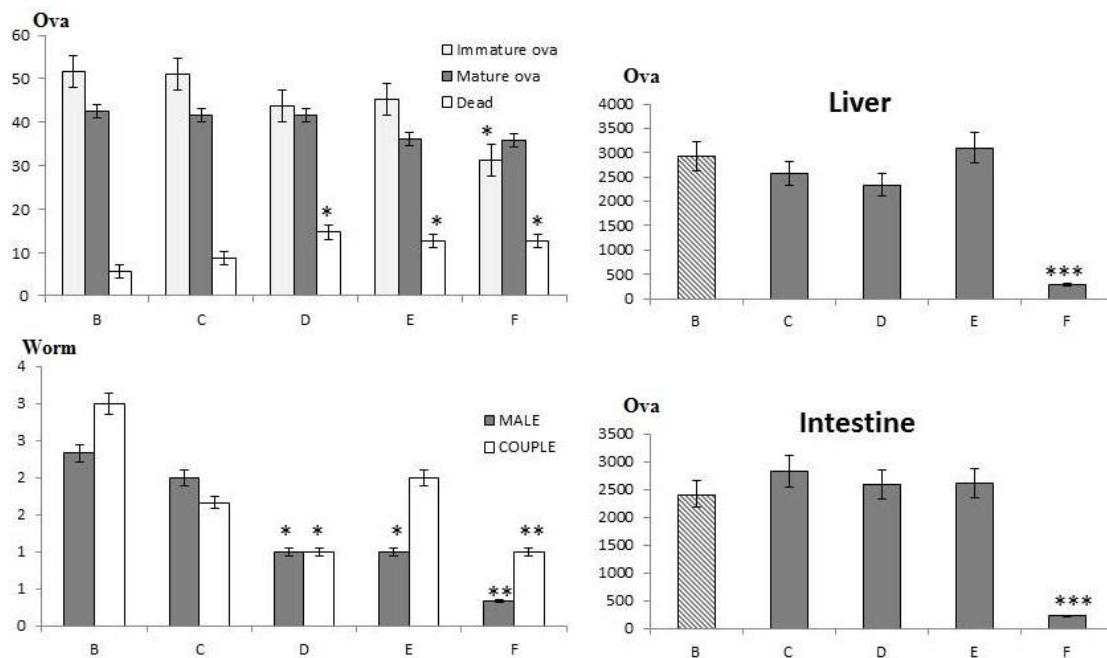 Ova
60
50
40
30
20
10
0
Immature ova
Mature ova
Dead
*
*
*
*
B C D E F
Ova
Liver
4000
3500
3000
2500
2000
1500
1000
500
0
***
B C D E F
Worm
4
3
3
2
2
1
1
0
MALE
COUPLE
* * * **
**
B C D E F
Ova
Intestine
3500
3000
2500
2000
1500
1000
500
0
***
B C D E F